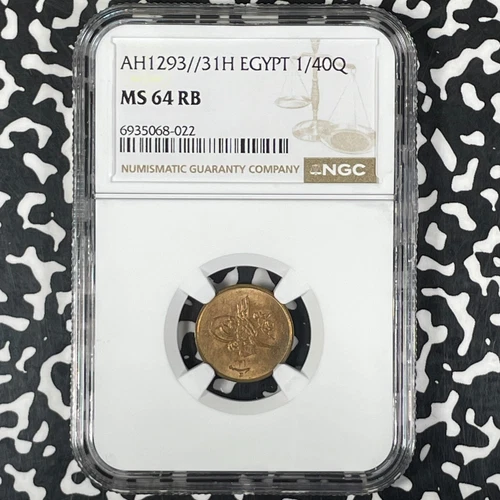 AH1293//31H EGYPT 1/40Q
MS 64 RB
6935068-022
NUMISMATIC GUARANTY COMPANY NGC